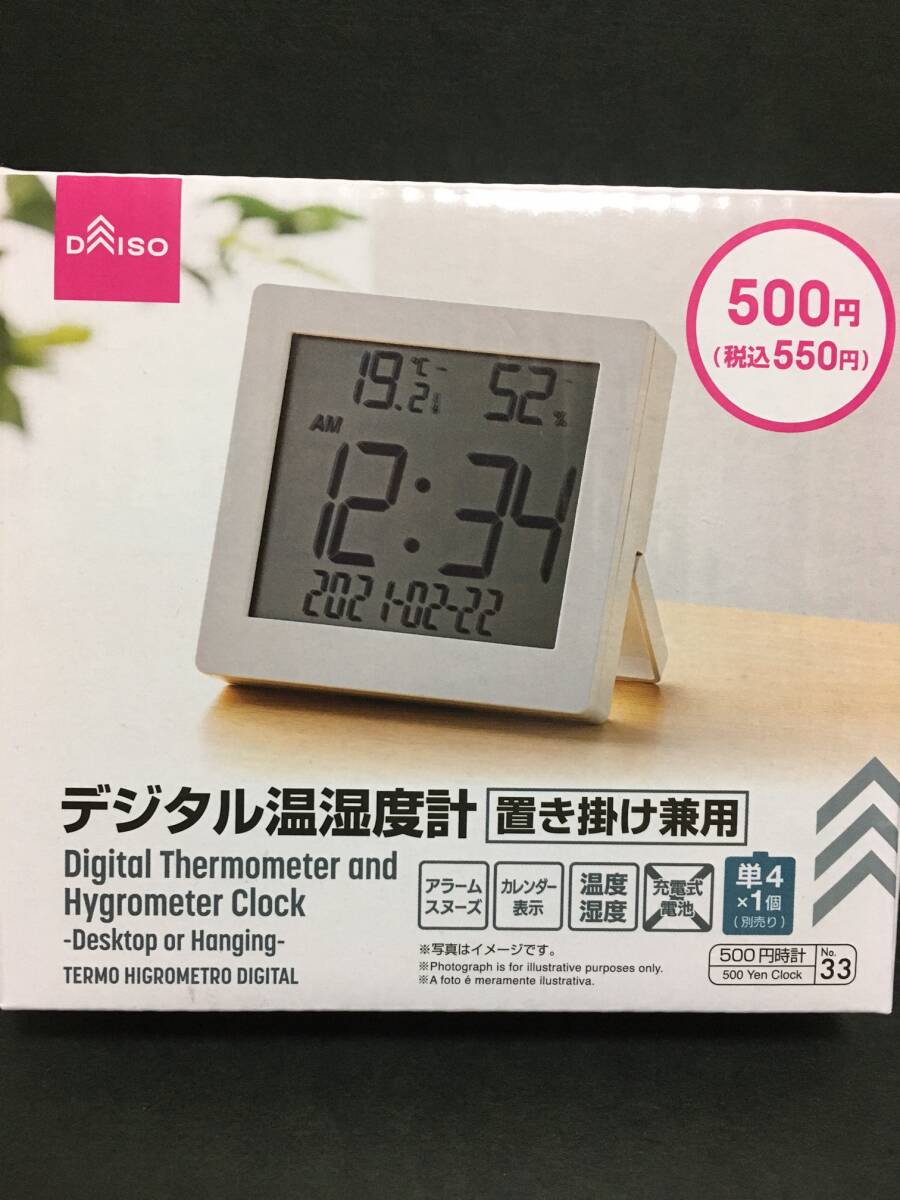 DAISO
500円
(税込550円)
19.2℃
52%
AM
12:34
2021-02-22
デジタル温湿度計 置き掛け兼用
Digital Thermometer and
Hygrometer Clock
-Desktop or Hanging-
TERMO HIGROMETRO DIGITAL
アラーム
スヌーズ
カレンダー
表示
温度
湿度
充電式
電池
単4
×1個
(別売り)
※写真はイメージです。
※Photograph is for illustrative purposes only.
※A foto é meramente ilustrativa.
500円時計
500 Yen Clock
No.
33